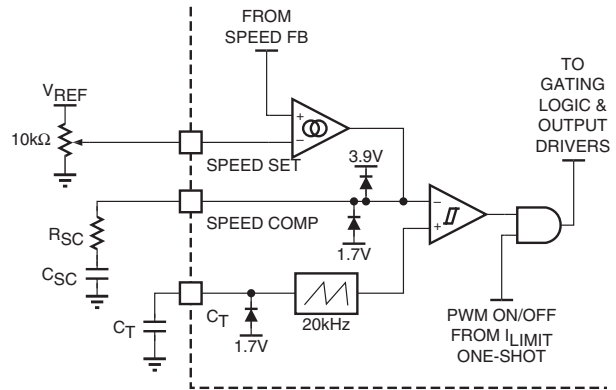 FROM
SPEED FB
TO
GATING
LOGIC &
OUTPUT
DRIVERS
VREF
10kΩ
+
−
SPEED SET
3.9V
SPEED COMP
1.7V
−
+
RSC
CSC
CT
CT
1.7V
20kHz
PWM ON/OFF
FROM ILIMIT
ONE-SHOT